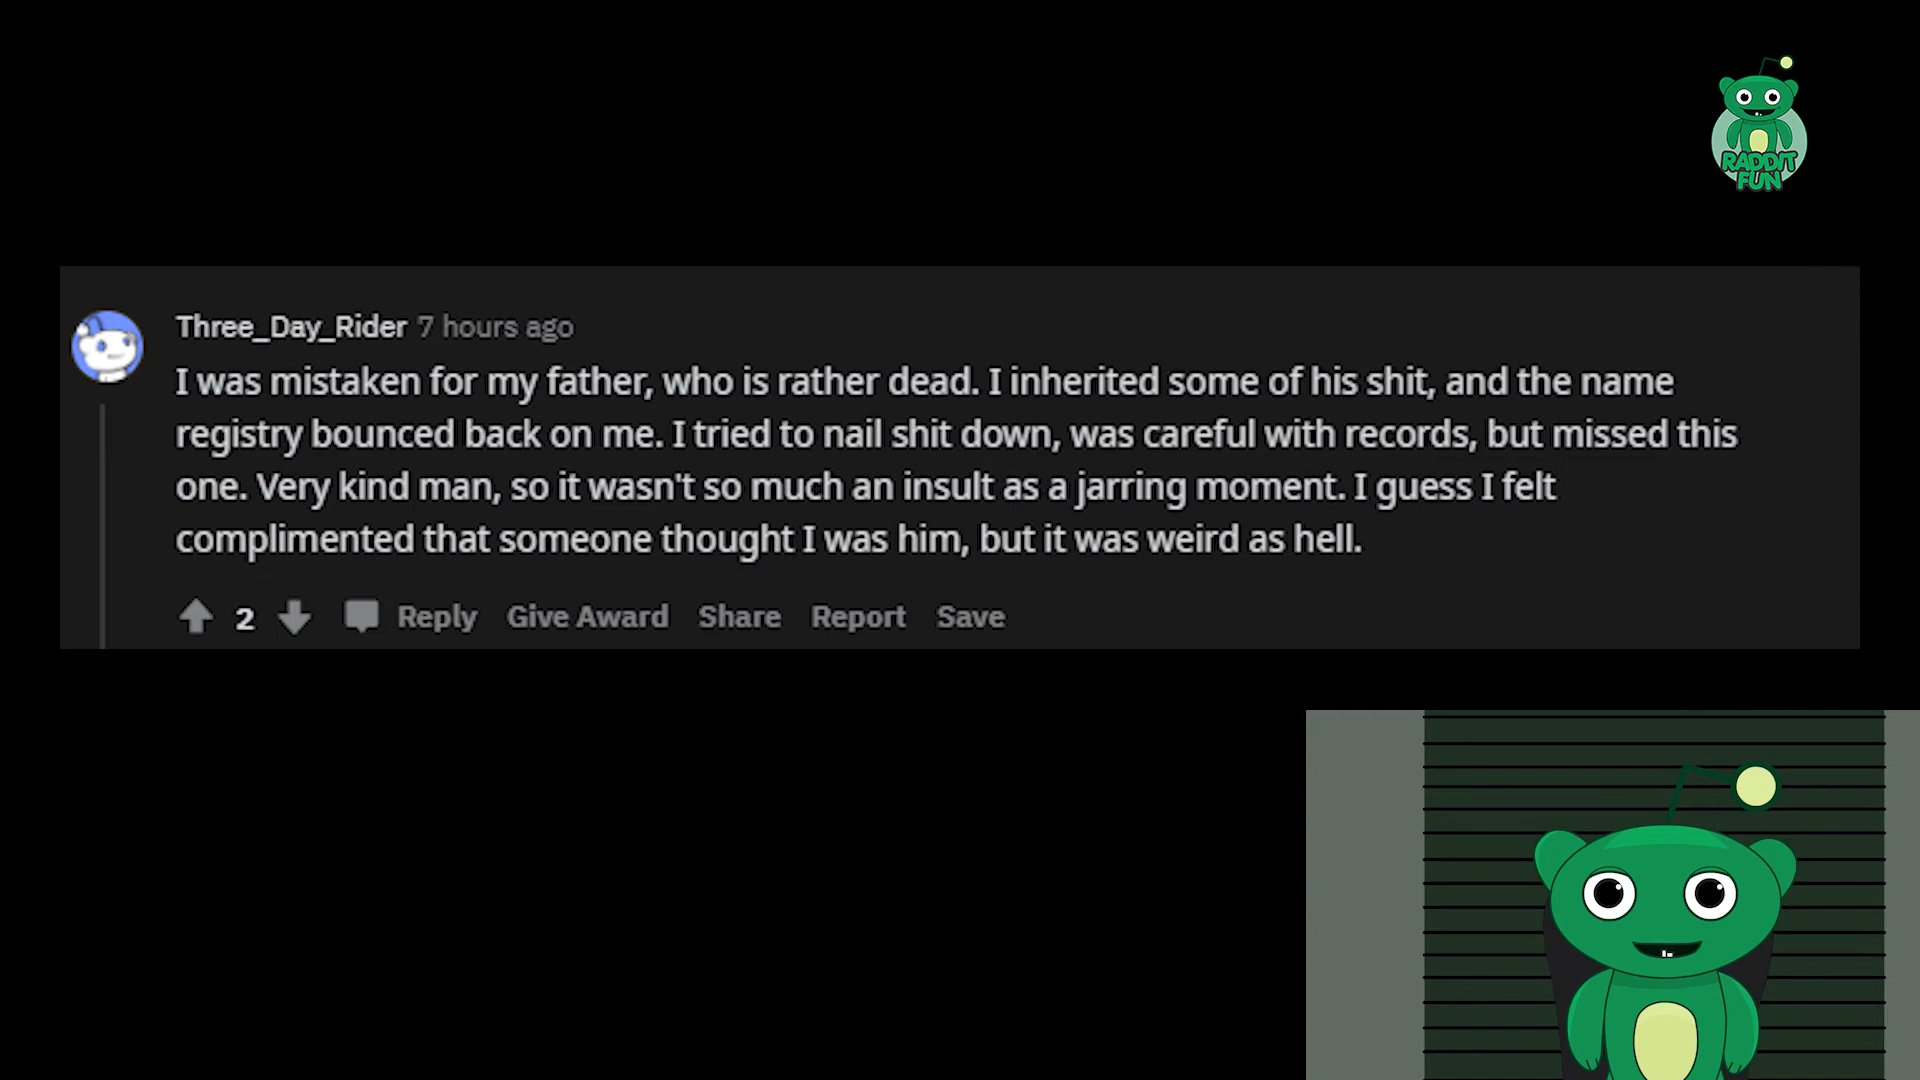 RADDIT
FUN
Three_Day_Rider 7 hours ago
I was mistaken for my father, who is rather dead. I inherited some of his shit, and the name
registry bounced back on me. I tried to nail shit down, was careful with records, but missed this
one. Very kind man, so it wasn't so much an insult as a jarring moment. I guess I felt
complimented that someone thought I was him, but it was weird as hell.
2 Reply Give Award Share Report Save